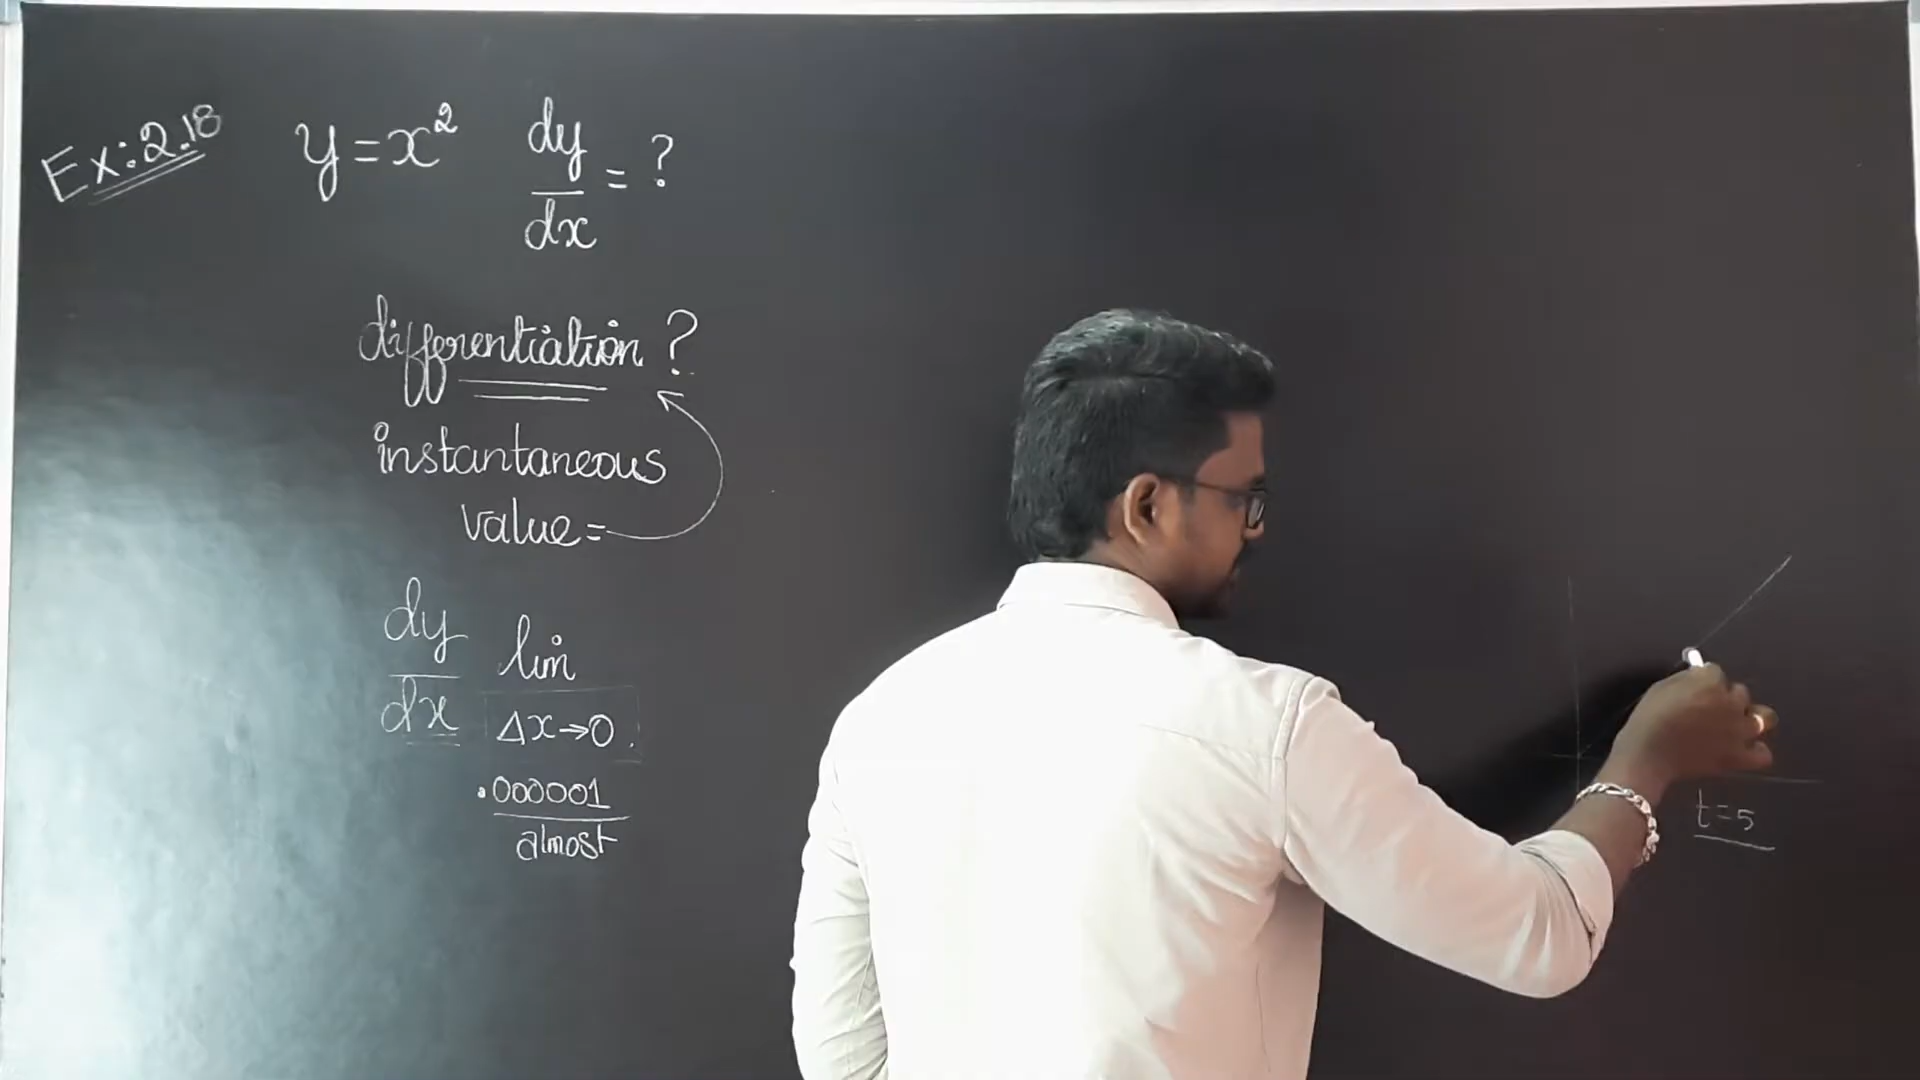 Ex:2.18
y=x² dy/dx = ?
differentiation ?
instantaneous
value=
dy/dx lim
Δx→0.
.000001
almost
t=5